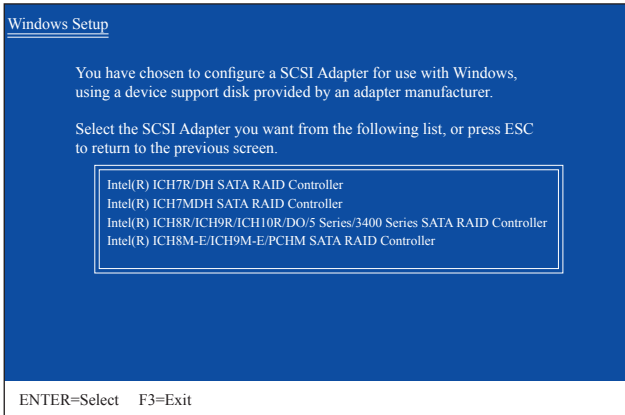 Windows Setup
You have chosen to configure a SCSI Adapter for use with Windows,
using a device support disk provided by an adapter manufacturer.
Select the SCSI Adapter you want from the following list, or press ESC
to return to the previous screen.
Intel(R) ICH7R/DH SATA RAID Controller
Intel(R) ICH7MDH SATA RAID Controller
Intel(R) ICH8R/ICH9R/ICH10R/DO/5 Series/3400 Series SATA RAID Controller
Intel(R) ICH8M-E/ICH9M-E/PCHM SATA RAID Controller
ENTER=Select F3=Exit